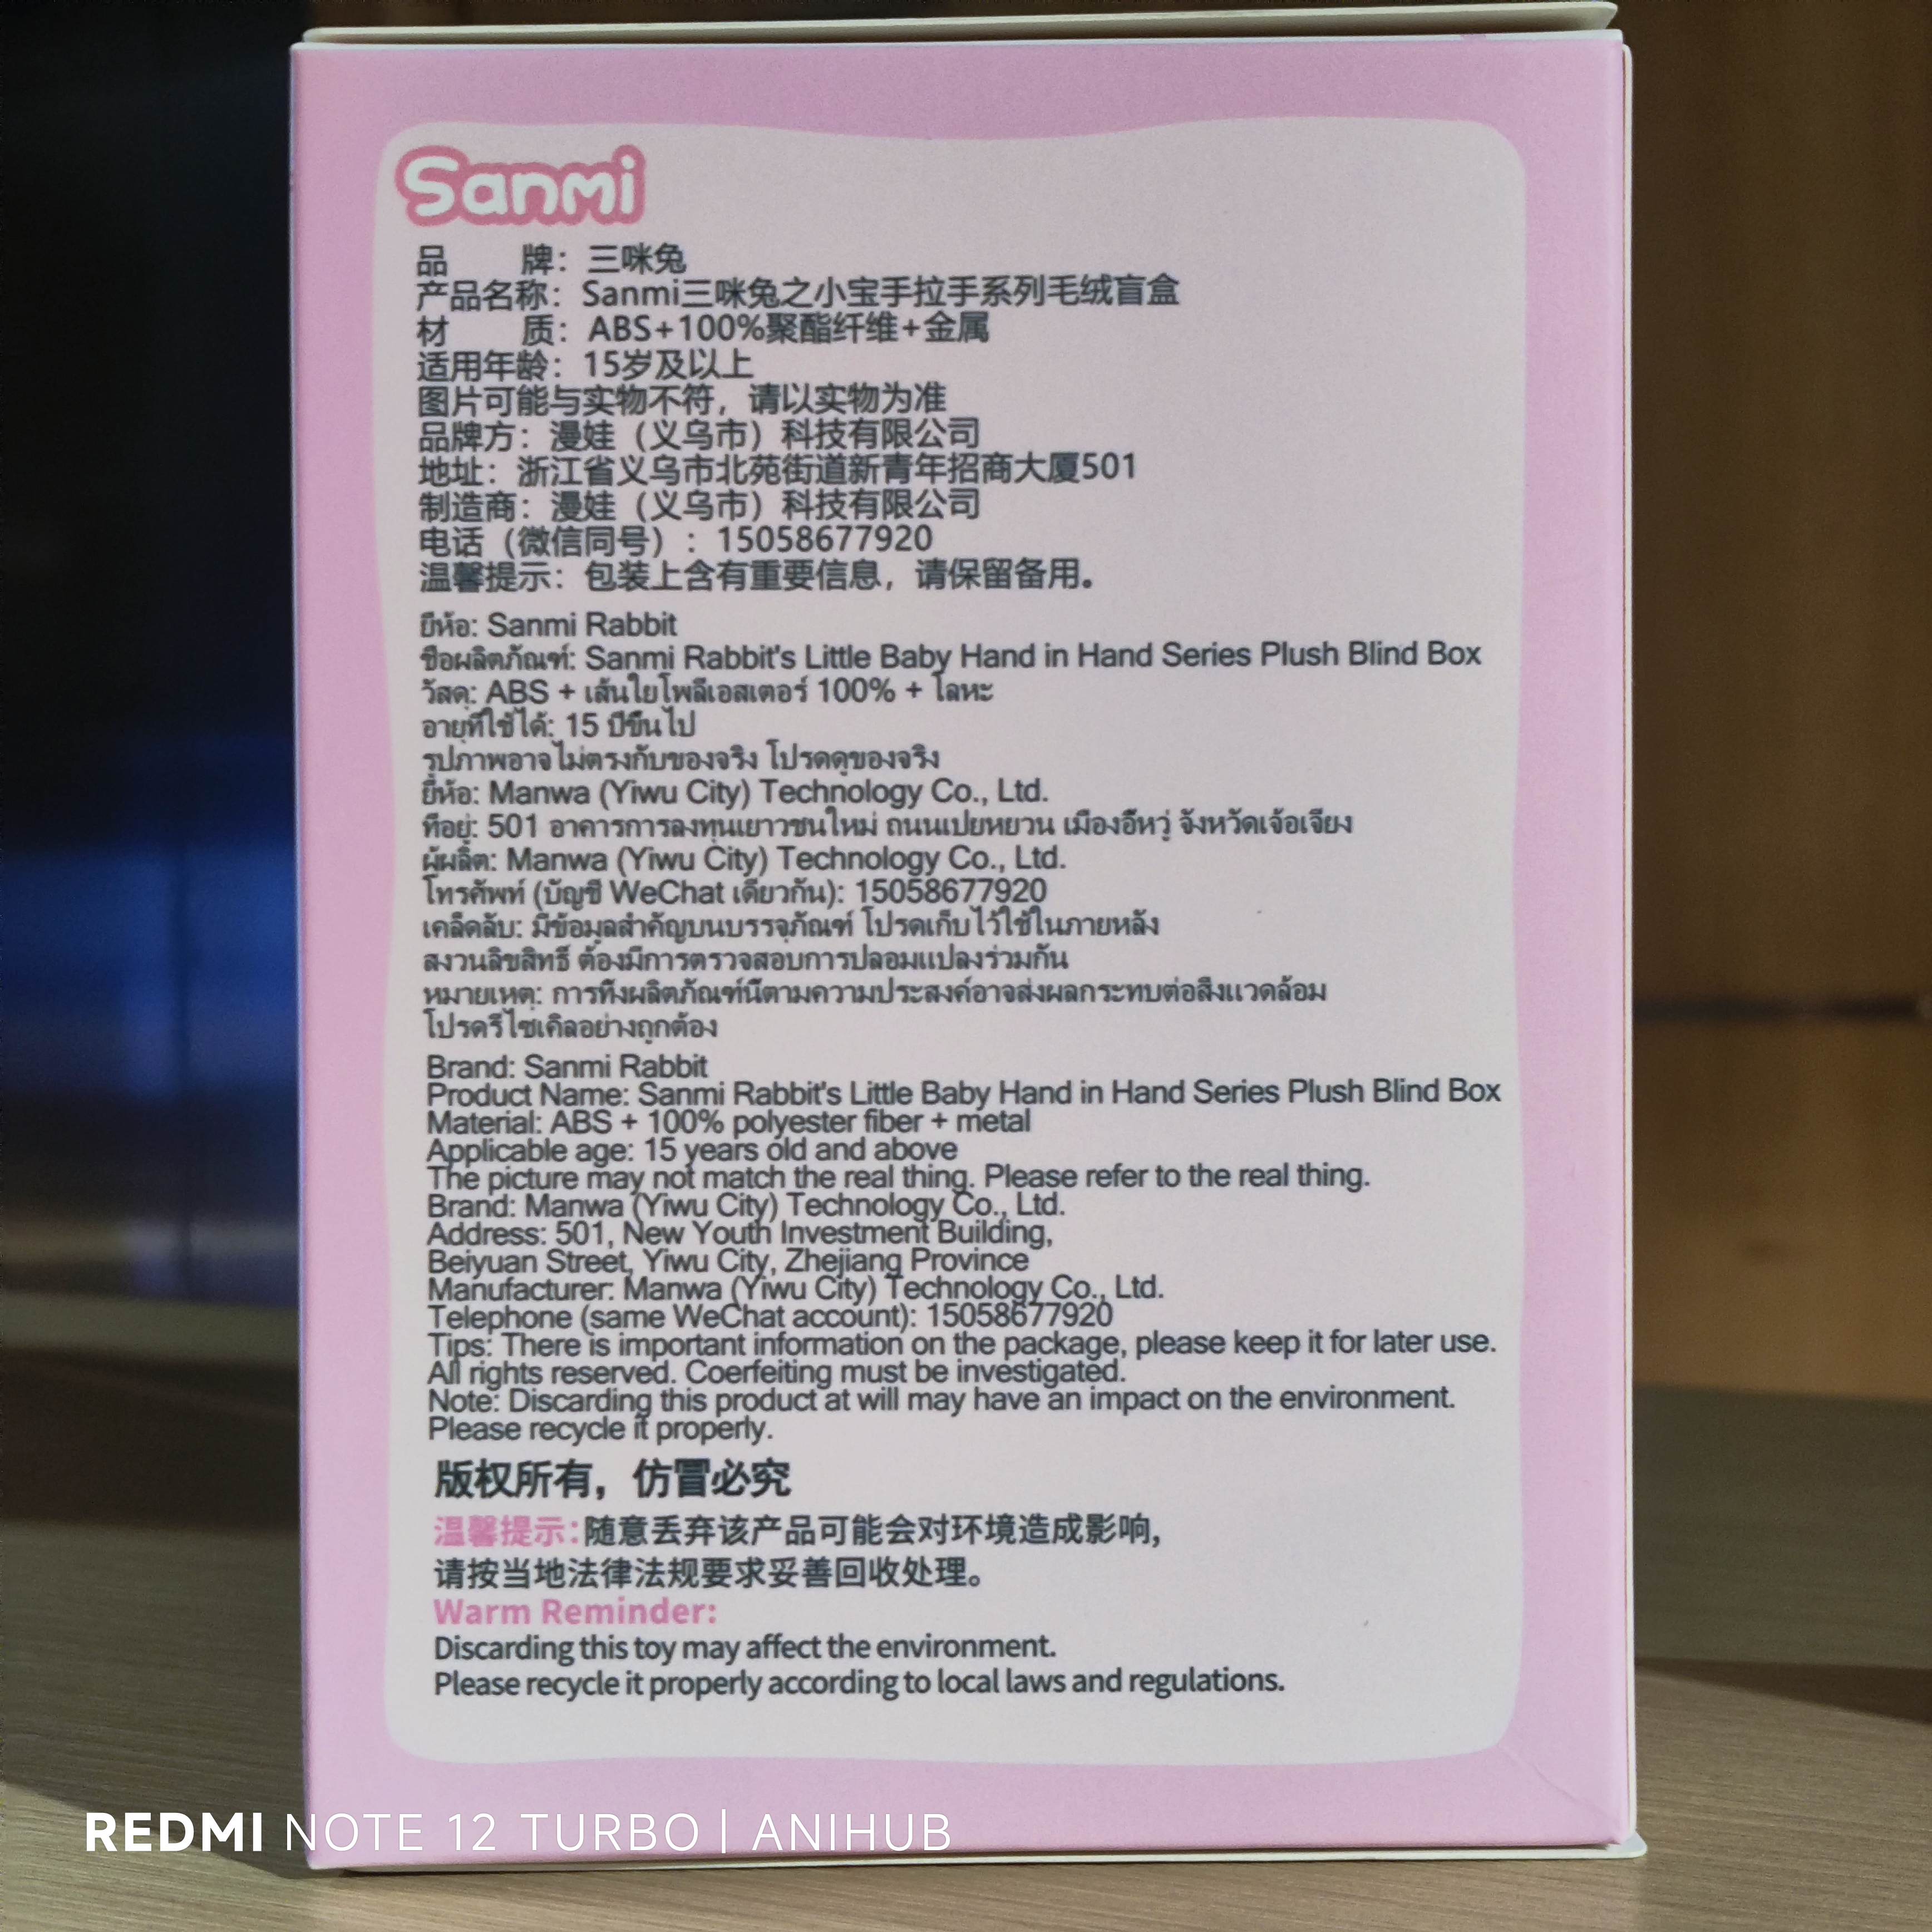 Sanmi
品 牌：三咪兔
产品名称：Sanmi三咪兔之小宝手拉手系列毛绒盲盒
材 质：ABS+100%聚酯纤维+金属
适用年龄：15岁及以上
图片可能与实物不符，请以实物为准
品牌方：漫娃（义乌市）科技有限公司
地址：浙江省义乌市北苑街道新青年招商大厦501
制造商：漫娃（义乌市）科技有限公司
电话（微信同号）：15058677920
温馨提示：包装上含有重要信息，请保留备用。
ยี่ห้อ: Sanmi Rabbit
ชื่อผลิตภัณฑ์: Sanmi Rabbit's Little Baby Hand in Hand Series Plush Blind Box
วัสดุ: ABS + เส้นใยโพลีเอสเตอร์ 100% + โลหะ
อายุที่ใช้ได้: 15 ปีขึ้นไป
รูปภาพอาจไม่ตรงกับของจริง โปรดดูของจริง
ยี่ห้อ: Manwa (Yiwu City) Technology Co., Ltd.
ที่อยู่: 501 อาคารการลงทุนเยาวชนใหม่ ถนนเป่ยหยวน เมืองอี้หวู่ จังหวัดเจ้อเจียง
ผู้ผลิต: Manwa (Yiwu City) Technology Co., Ltd.
โทรศัพท์ (บัญชี WeChat เดียวกัน): 15058677920
เคล็ดลับ: มีข้อมูลสำคัญบนบรรจุภัณฑ์ โปรดเก็บไว้ใช้ในภายหลัง
สงวนลิขสิทธิ์ ต้องมีการตรวจสอบการปลอมแปลงร่วมกัน
หมายเหตุ: การทิ้งผลิตภัณฑ์นี้ตามความประสงค์อาจส่งผลกระทบต่อสิ่งแวดล้อม
โปรดรีไซเคิลอย่างถูกต้อง
Brand: Sanmi Rabbit
Product Name: Sanmi Rabbit's Little Baby Hand in Hand Series Plush Blind Box
Material: ABS + 100% polyester fiber + metal
Applicable age: 15 years old and above
The picture may not match the real thing. Please refer to the real thing.
Brand: Manwa (Yiwu City) Technology Co., Ltd.
Address: 501, New Youth Investment Building,
Beiyuan Street, Yiwu City, Zhejiang Province
Manufacturer: Manwa (Yiwu City) Technology Co., Ltd.
Telephone (same WeChat account): 15058677920
Tips: There is important information on the package, please keep it for later use.
All rights reserved. Coerfeiting must be investigated.
Note: Discarding this product at will may have an impact on the environment.
Please recycle it properly.
版权所有，仿冒必究
温馨提示：随意丢弃该产品可能会对环境造成影响，
请按当地法律法规要求妥善回收处理。
Warm Reminder:
Discarding this toy may affect the environment.
Please recycle it properly according to local laws and regulations.
REDMI NOTE 12 TURBO | ANIHUB